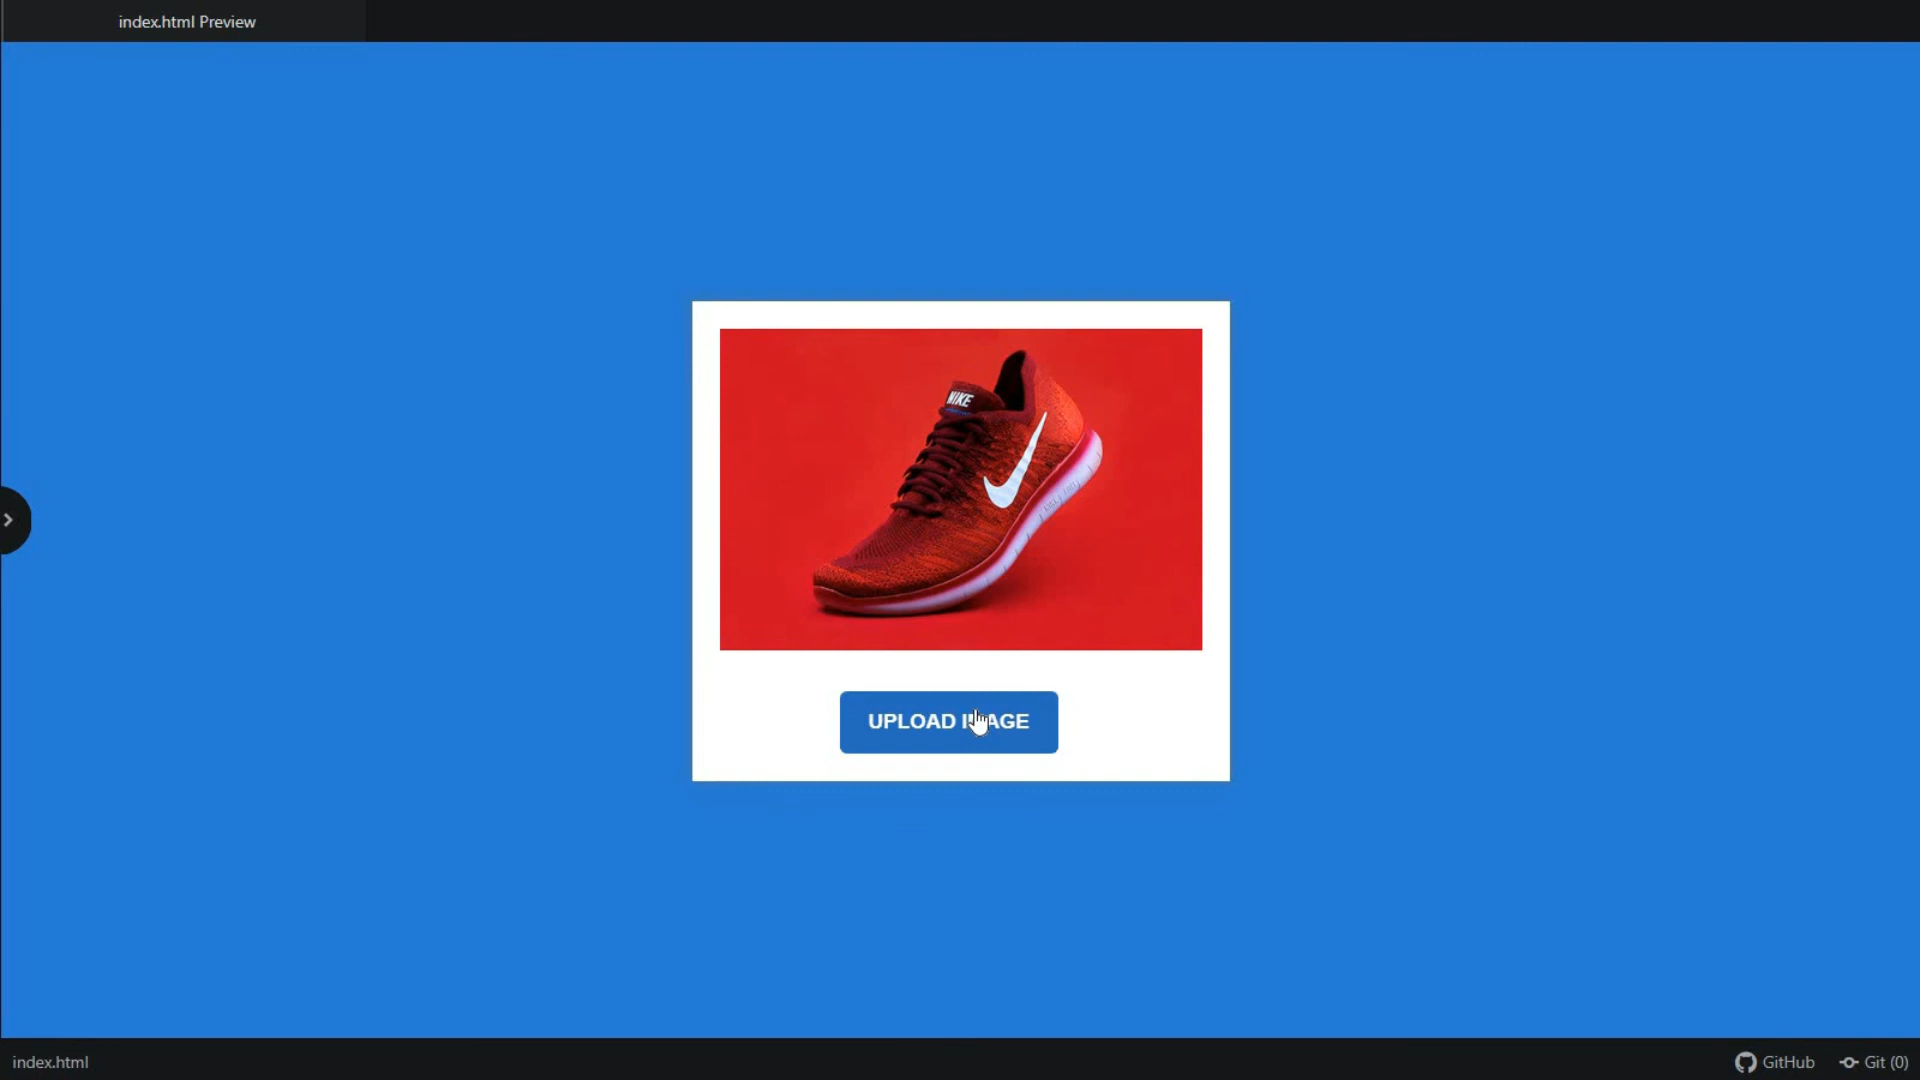 index.html Preview
NIKE
UPLOAD IMAGE
index.html
GitHub
Git (0)